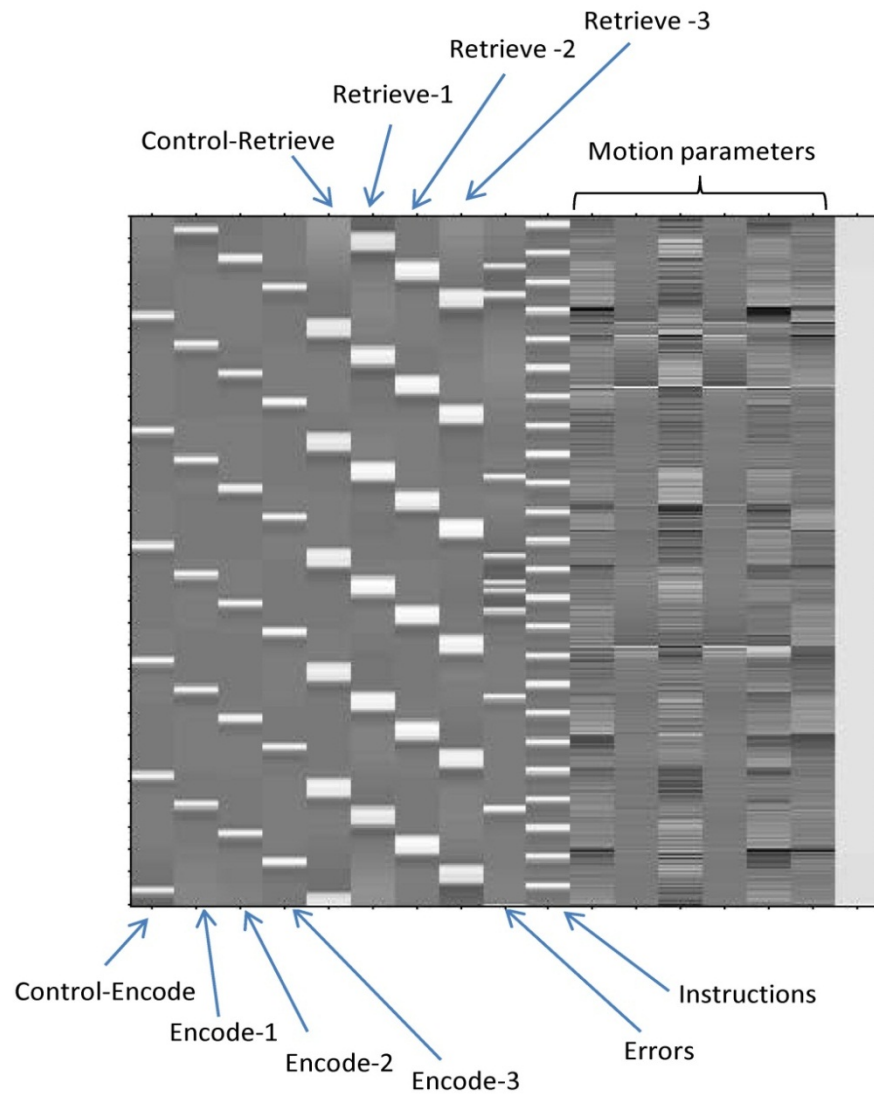 Retrieve -3
Retrieve -2
Retrieve-1
Control-Retrieve
Motion parameters
Control-Encode
Encode-1
Encode-2
Encode-3
Errors
Instructions